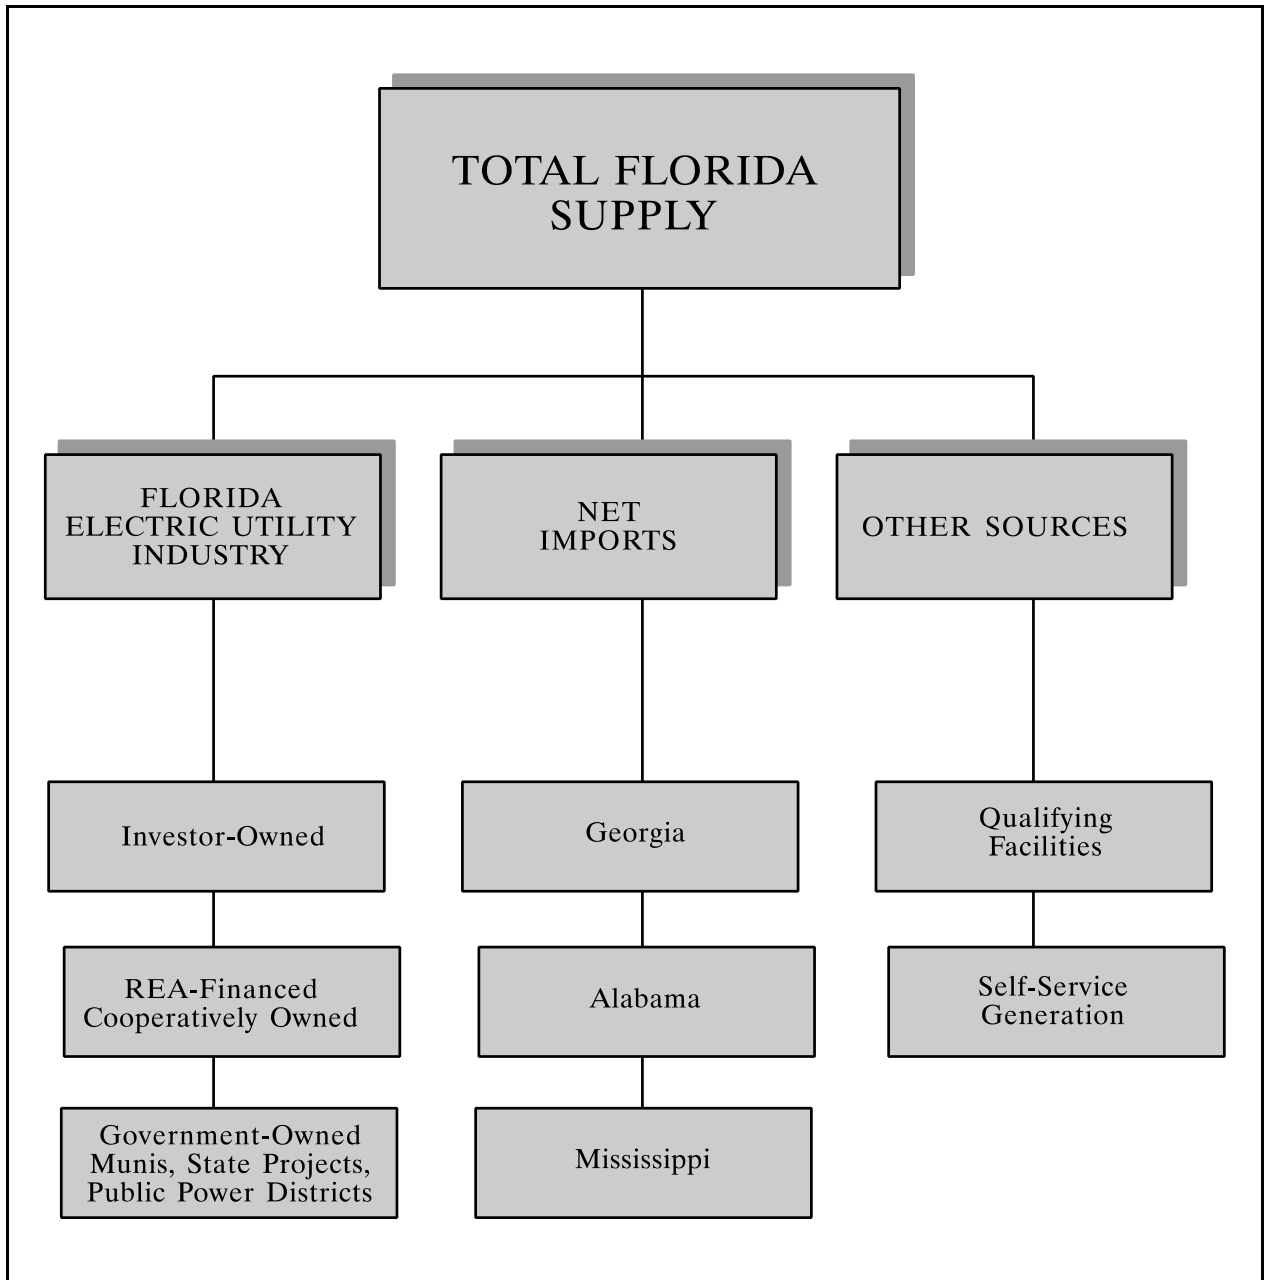 TOTAL FLORIDA
SUPPLY
FLORIDA
ELECTRIC UTILITY
INDUSTRY
NET
IMPORTS
OTHER SOURCES
Investor-Owned
Georgia
Qualifying
Facilities
REA-Financed
Cooperatively Owned
Alabama
Self-Service
Generation
Government-Owned
Munis, State Projects,
Public Power Districts
Mississippi